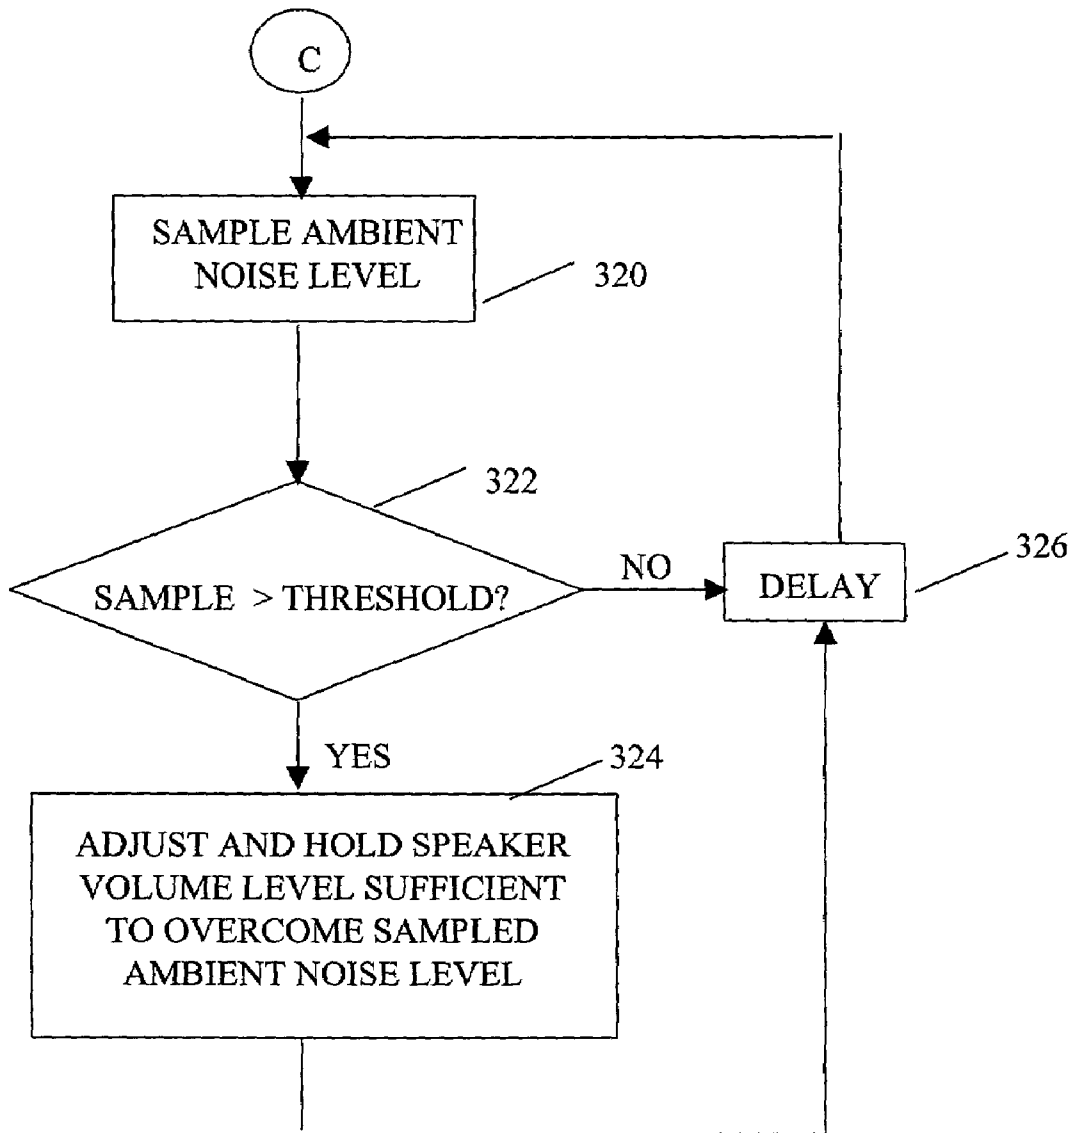 C
SAMPLE AMBIENT
NOISE LEVEL
320
322
SAMPLE > THRESHOLD?
NO
DELAY
326
YES
324
ADJUST AND HOLD SPEAKER
VOLUME LEVEL SUFFICIENT
TO OVERCOME SAMPLED
AMBIENT NOISE LEVEL